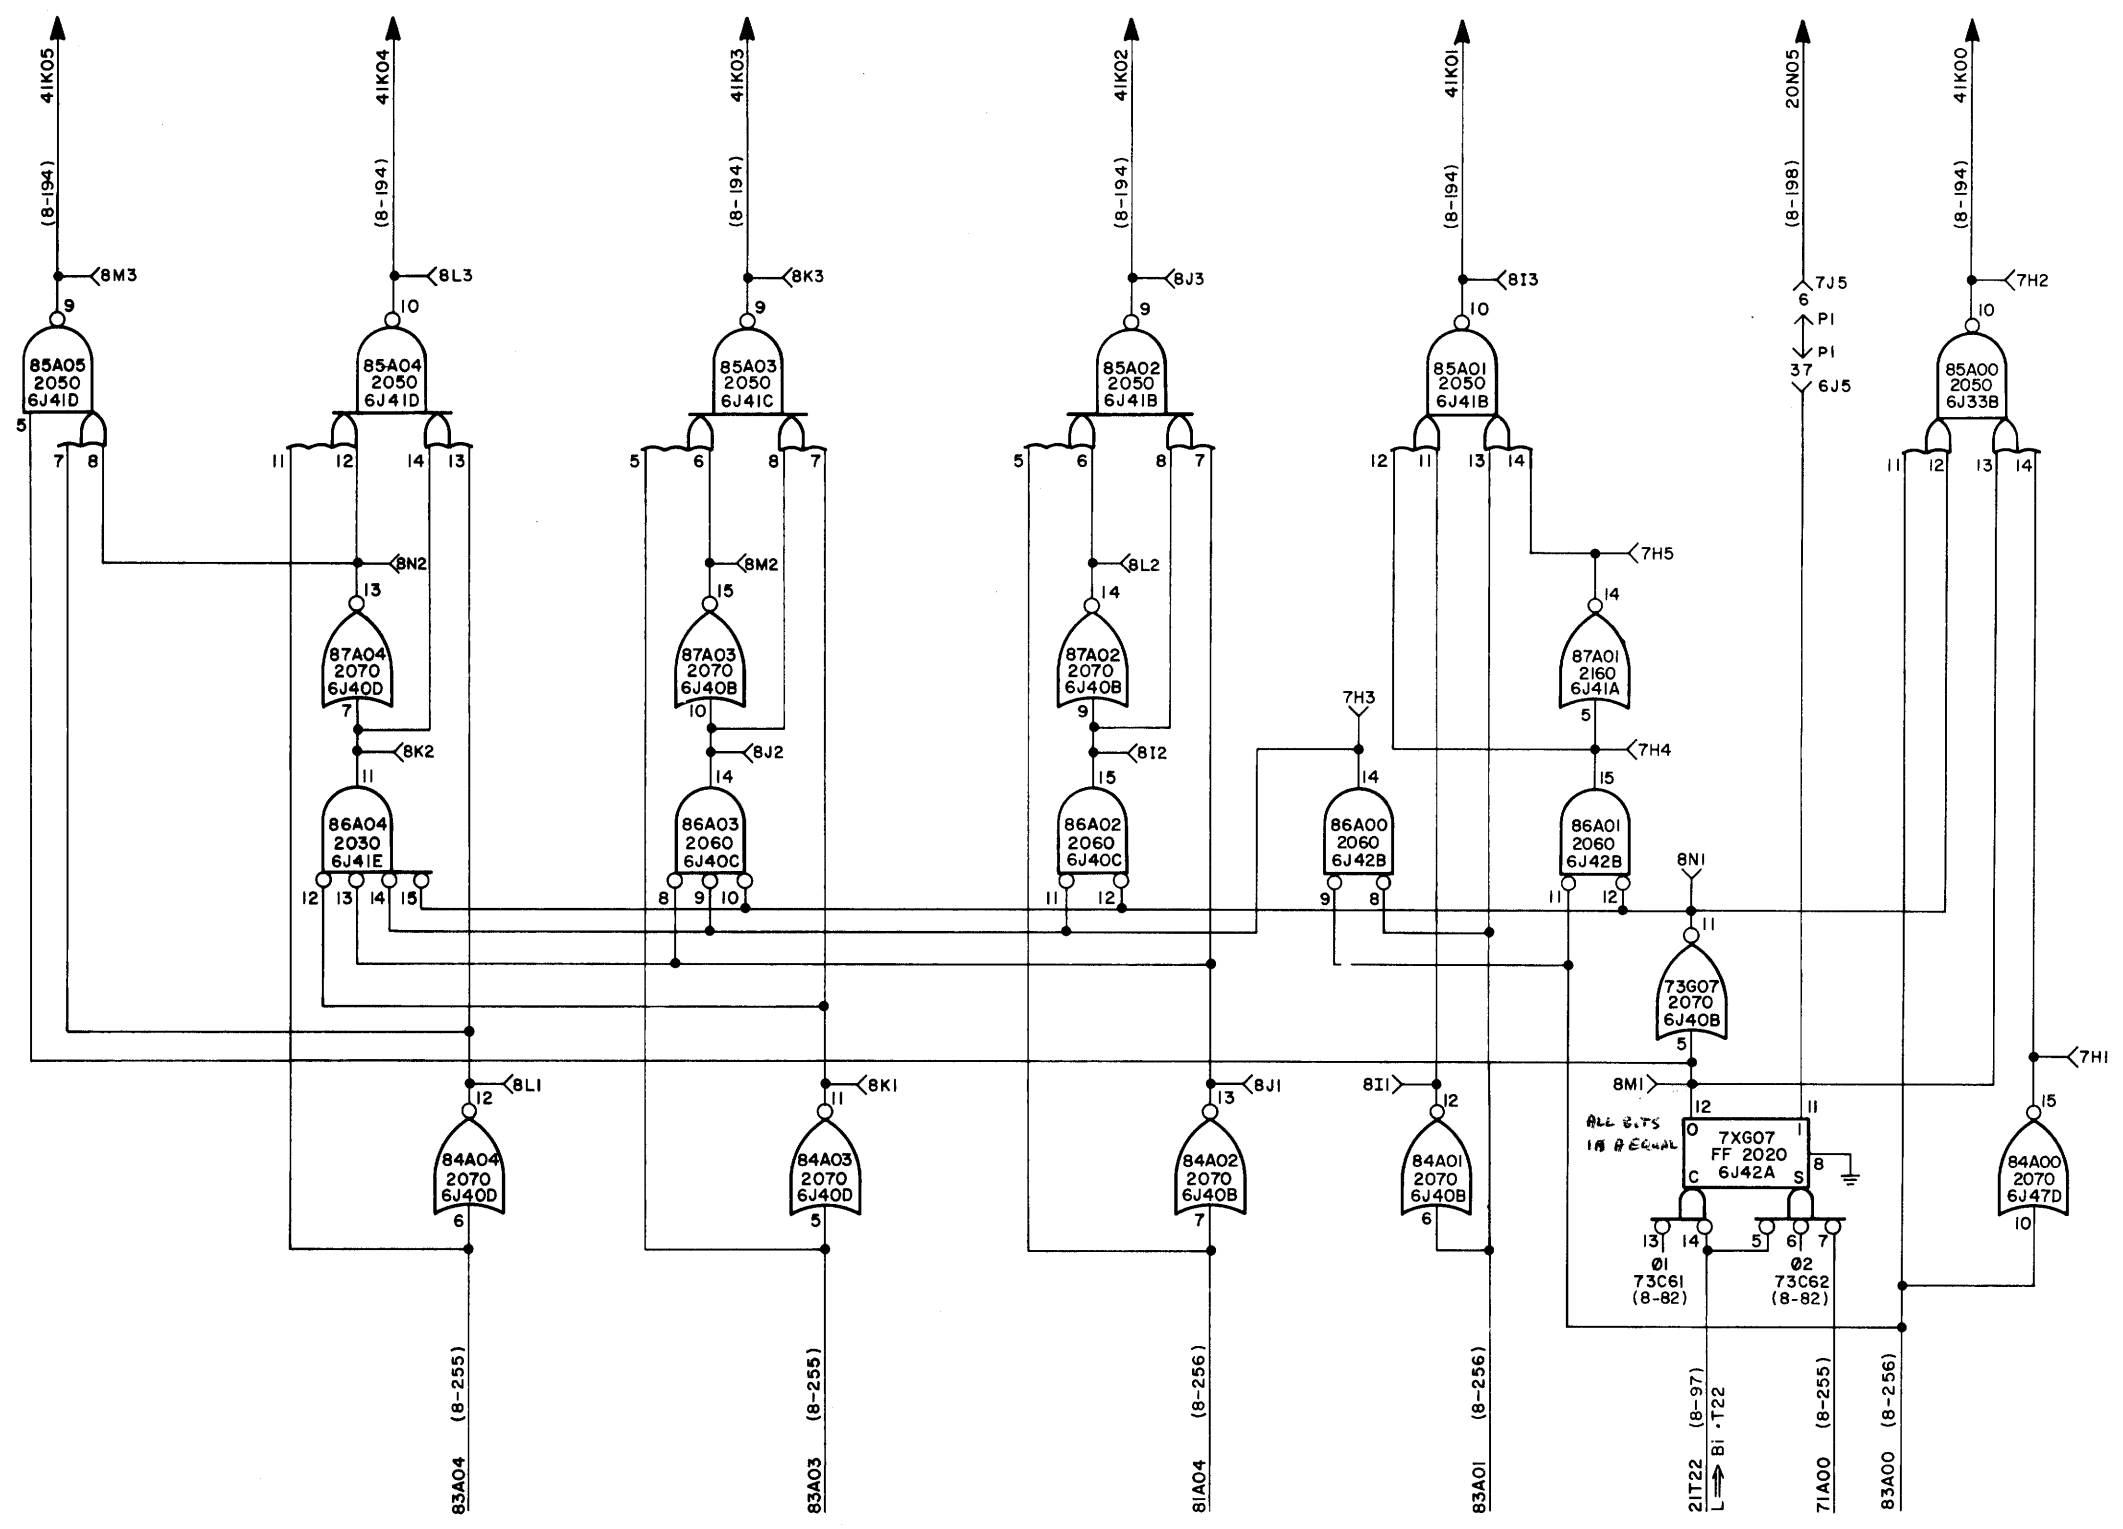 41K05
41K04
41K03
41K02
41K01
20N05
41K00
(8-194)
(8-194)
(8-194)
(8-194)
(8-194)
(8-198)
(8-194)
8M3
8L3
8K3
8J3
8I3
7J5
7H2
9
10
9
9
10
6
P1
P1
37
6J5
10
85A05
2050
6J41D
85A04
2050
6J41D
85A03
2050
6J41C
85A02
2050
6J41B
85A01
2050
6J41B
85A00
2050
6J33B
5
7
8
11
12
14
13
5
6
8
7
5
6
8
7
12
11
13
14
11
12
13
14
8N2
8M2
8L2
7H5
13
15
14
14
87A04
2070
6J40D
87A03
2070
6J40B
87A02
2070
6J40B
87A01
2160
6J41A
7
10
9
5
7H3
8K2
8J2
8I2
7H4
11
14
15
14
15
86A04
2030
6J41E
86A03
2060
6J40C
86A02
2060
6J40C
86A00
2060
6J42B
86A01
2060
6J42B
8N1
12
13
14
15
8
9
10
11
12
9
8
11
12
11
73G07
2070
6J40B
5
8L1
8K1
8J1
8I1
8M1
7H1
12
11
13
12
12
11
15
ALL BITS
IN A EQUAL
O
1
7XG07
FF 2020
6J42A
C
S
8
84A04
2070
6J40D
84A03
2070
6J40D
84A02
2070
6J40B
84A01
2070
6J40B
84A00
2070
6J47D
6
5
7
6
13
14
5
6
7
10
Ø1
73C61
(8-82)
Ø2
73C62
(8-82)
83A04 (8-255)
83A03 (8-255)
81A04 (8-256)
83A01 (8-256)
21T22 (8-97)
L⟹Bi·T22
71A00 (8-255)
83A00 (8-256)